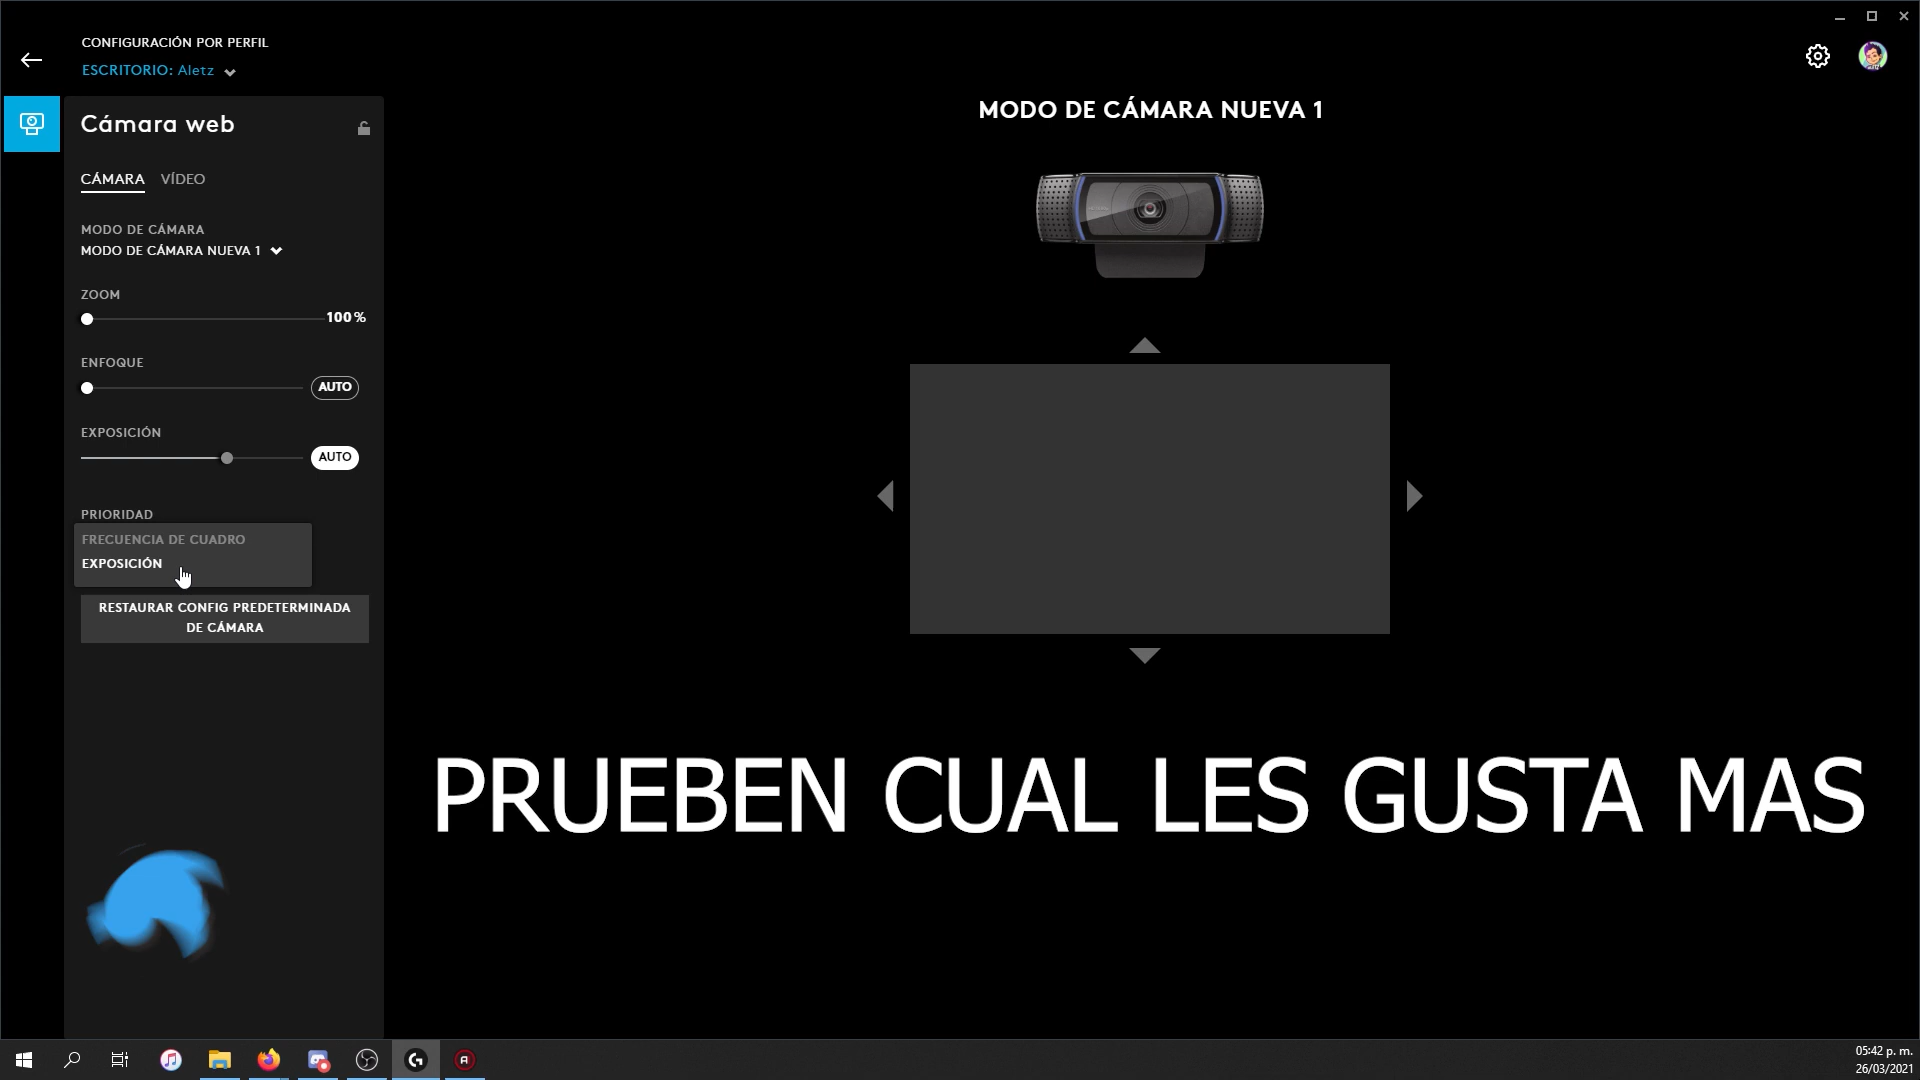 CONFIGURACIÓN POR PERFIL
ESCRITORIO: Aletz
Cámara web
CÁMARA VÍDEO
MODO DE CÁMARA
MODO DE CÁMARA NUEVA 1
ZOOM
100%
ENFOQUE
AUTO
EXPOSICIÓN
AUTO
PRIORIDAD
FRECUENCIA DE CUADRO
EXPOSICIÓN
RESTAURAR CONFIG PREDETERMINADA
DE CÁMARA
MODO DE CÁMARA NUEVA 1
PRUEBEN CUAL LES GUSTA MAS
05:42 p. m.
26/03/2021